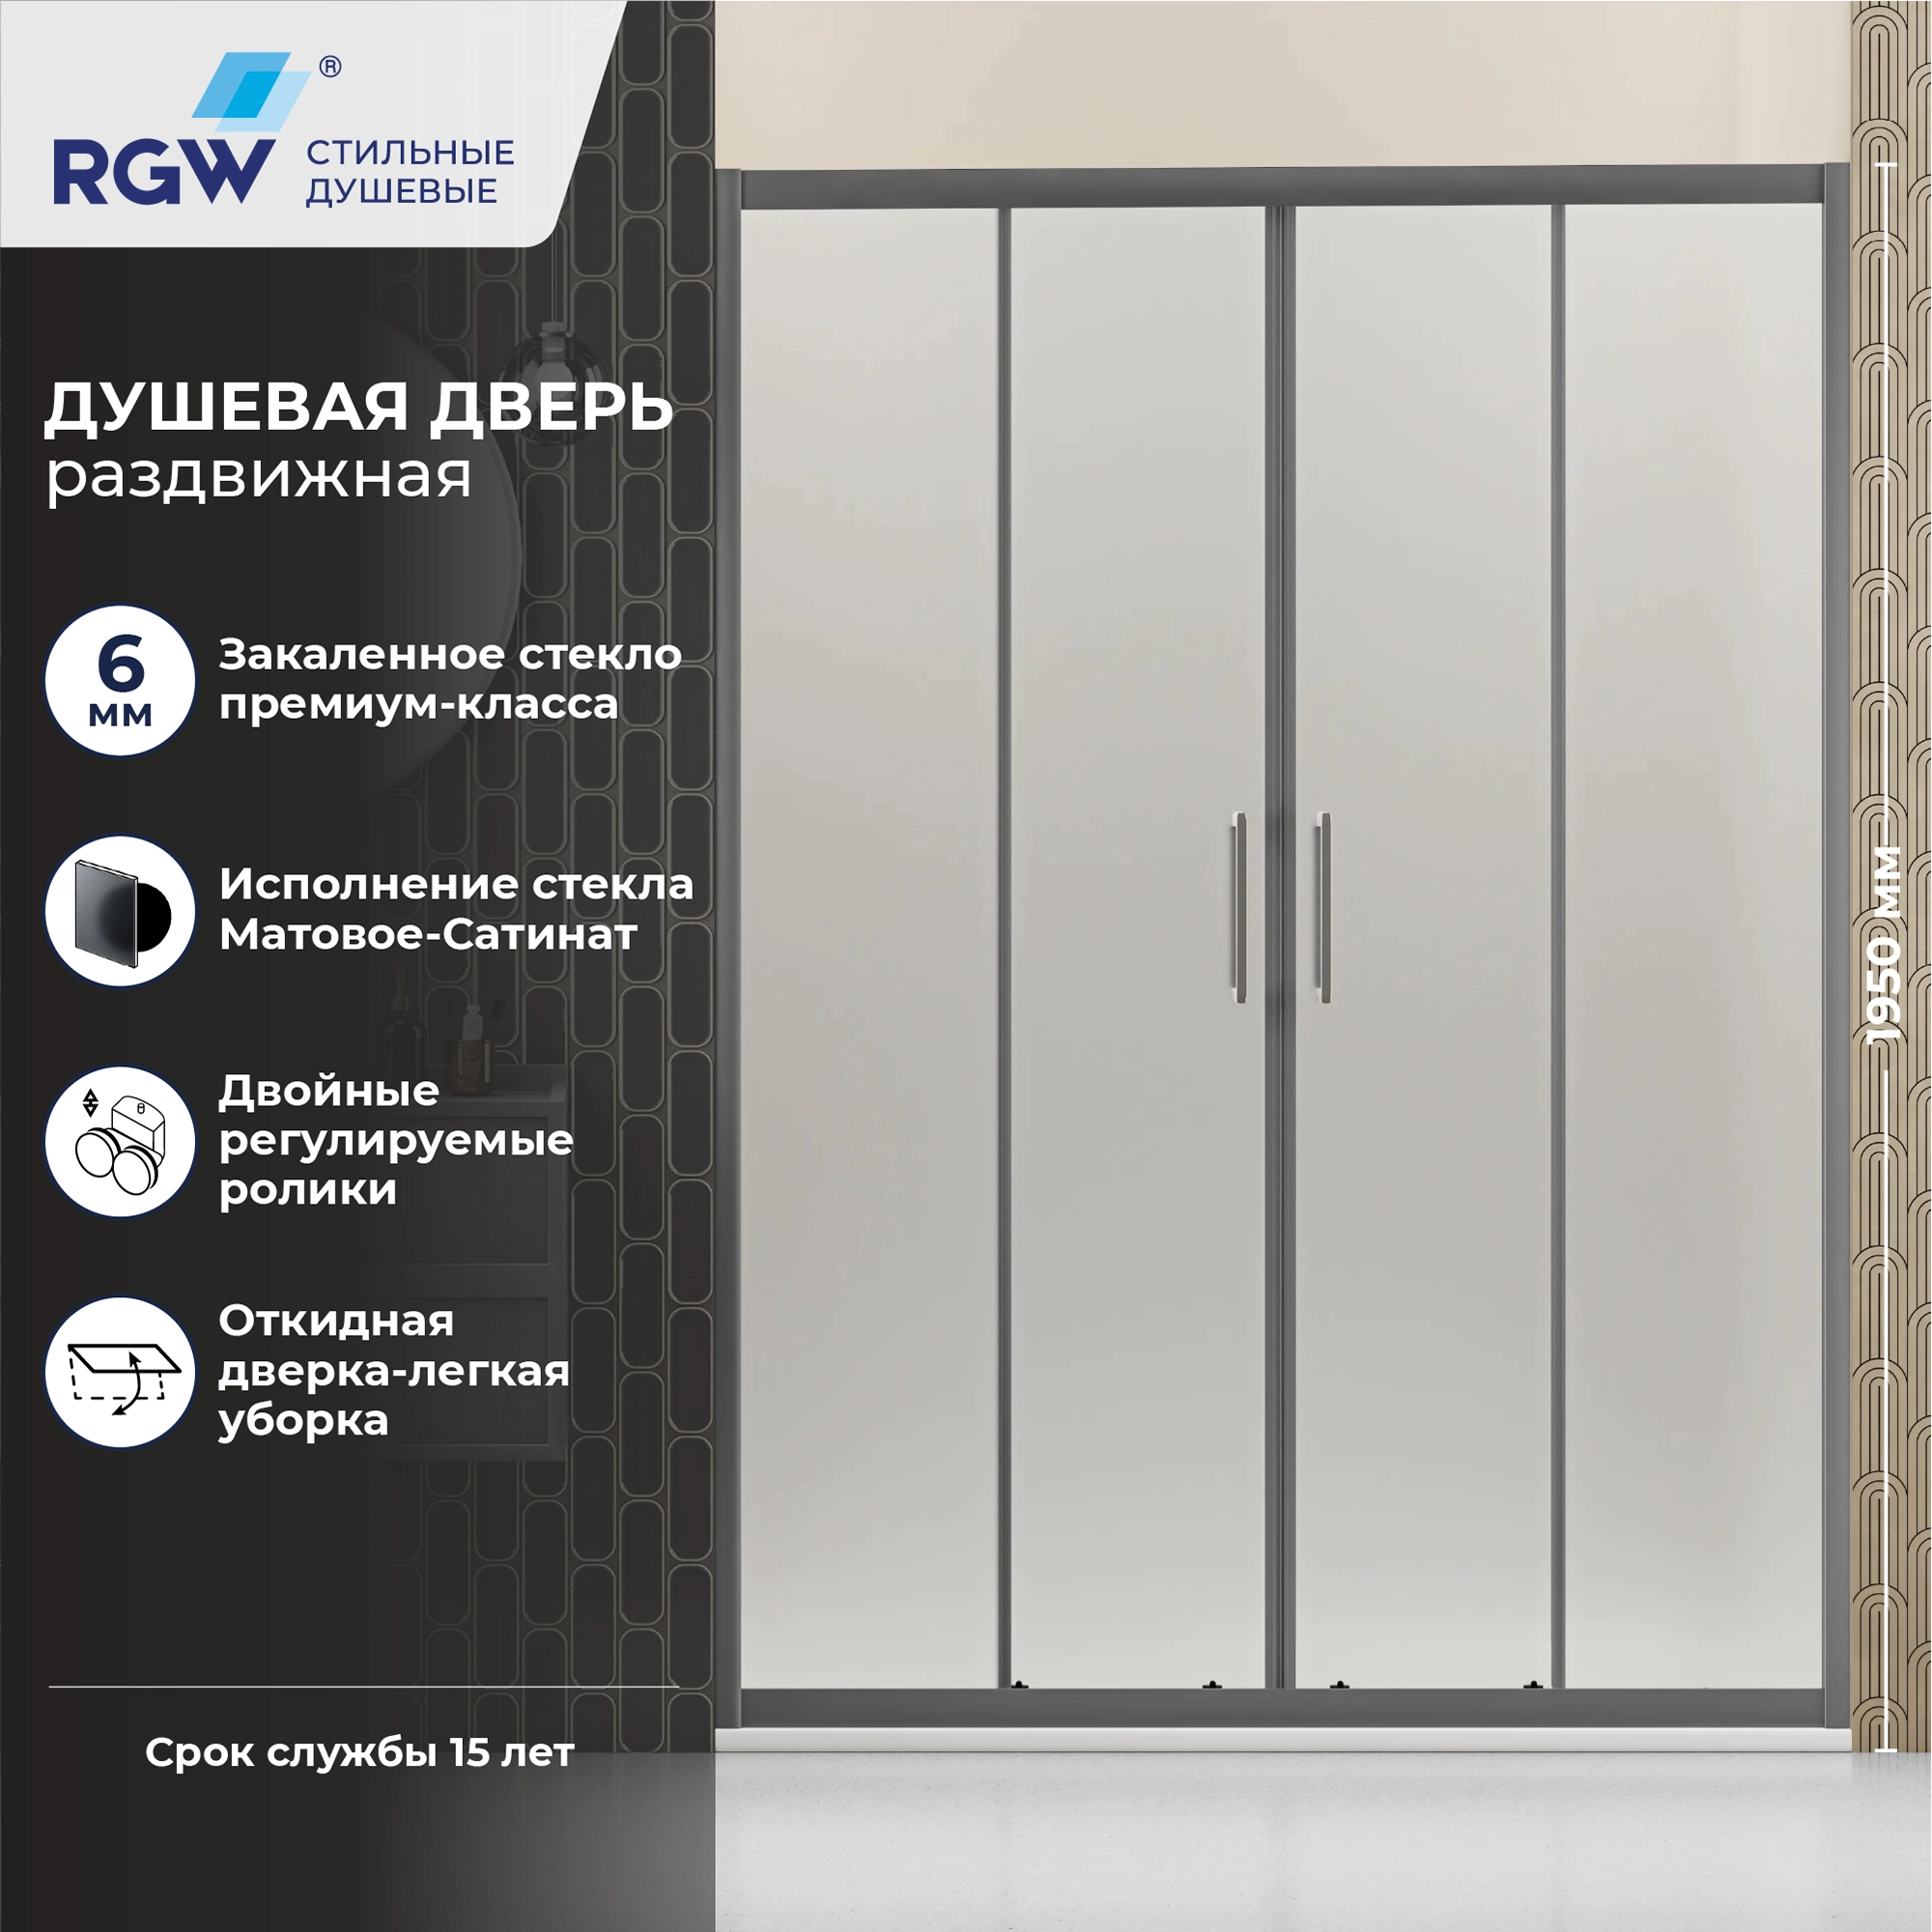 RGW®
СТИЛЬНЫЕ
ДУШЕВЫЕ
ДУШЕВАЯ ДВЕРЬ
раздвижная
6
мм
Закаленное стекло
премиум-класса
Исполнение стекла
Матовое-Сатинат
Двойные
регулируемые
ролики
Откидная
дверка-легкая
уборка
Срок службы 15 лет
1950 мм